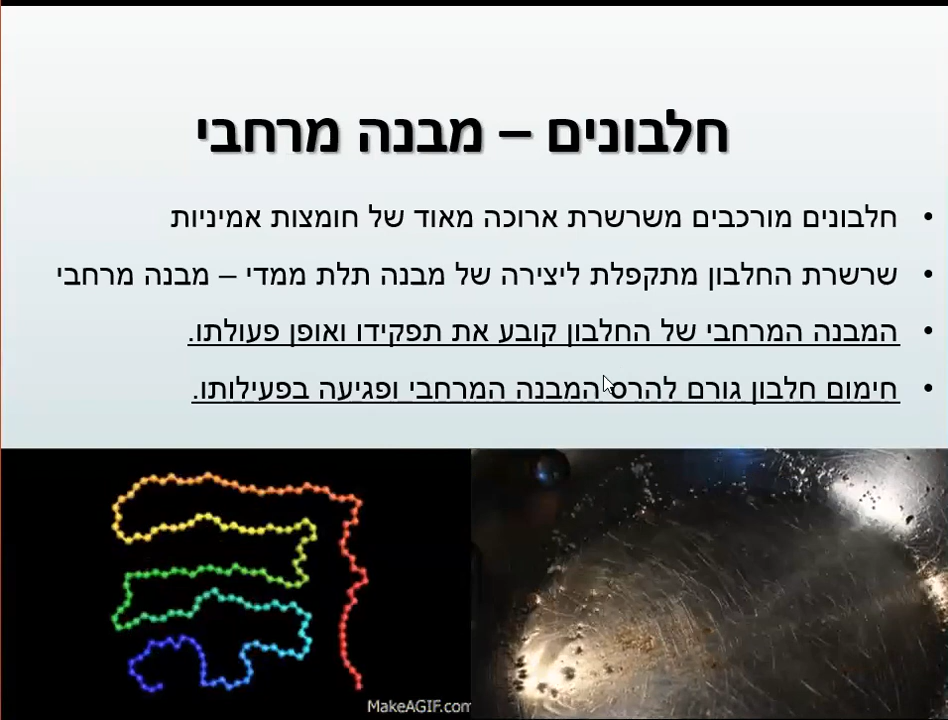 חלבונים – מבנה מרחבי
• חלבונים מורכבים משרשרת ארוכה מאוד של חומצות אמיניות
• שרשרת החלבון מתקפלת ליצירה של מבנה תלת ממדי – מבנה מרחבי
• המבנה המרחבי של החלבון קובע את תפקידו ואופן פעולתו.
• חימום חלבון גורם להרס המבנה המרחבי ופגיעה בפעילותו.
MakeAGIF.com